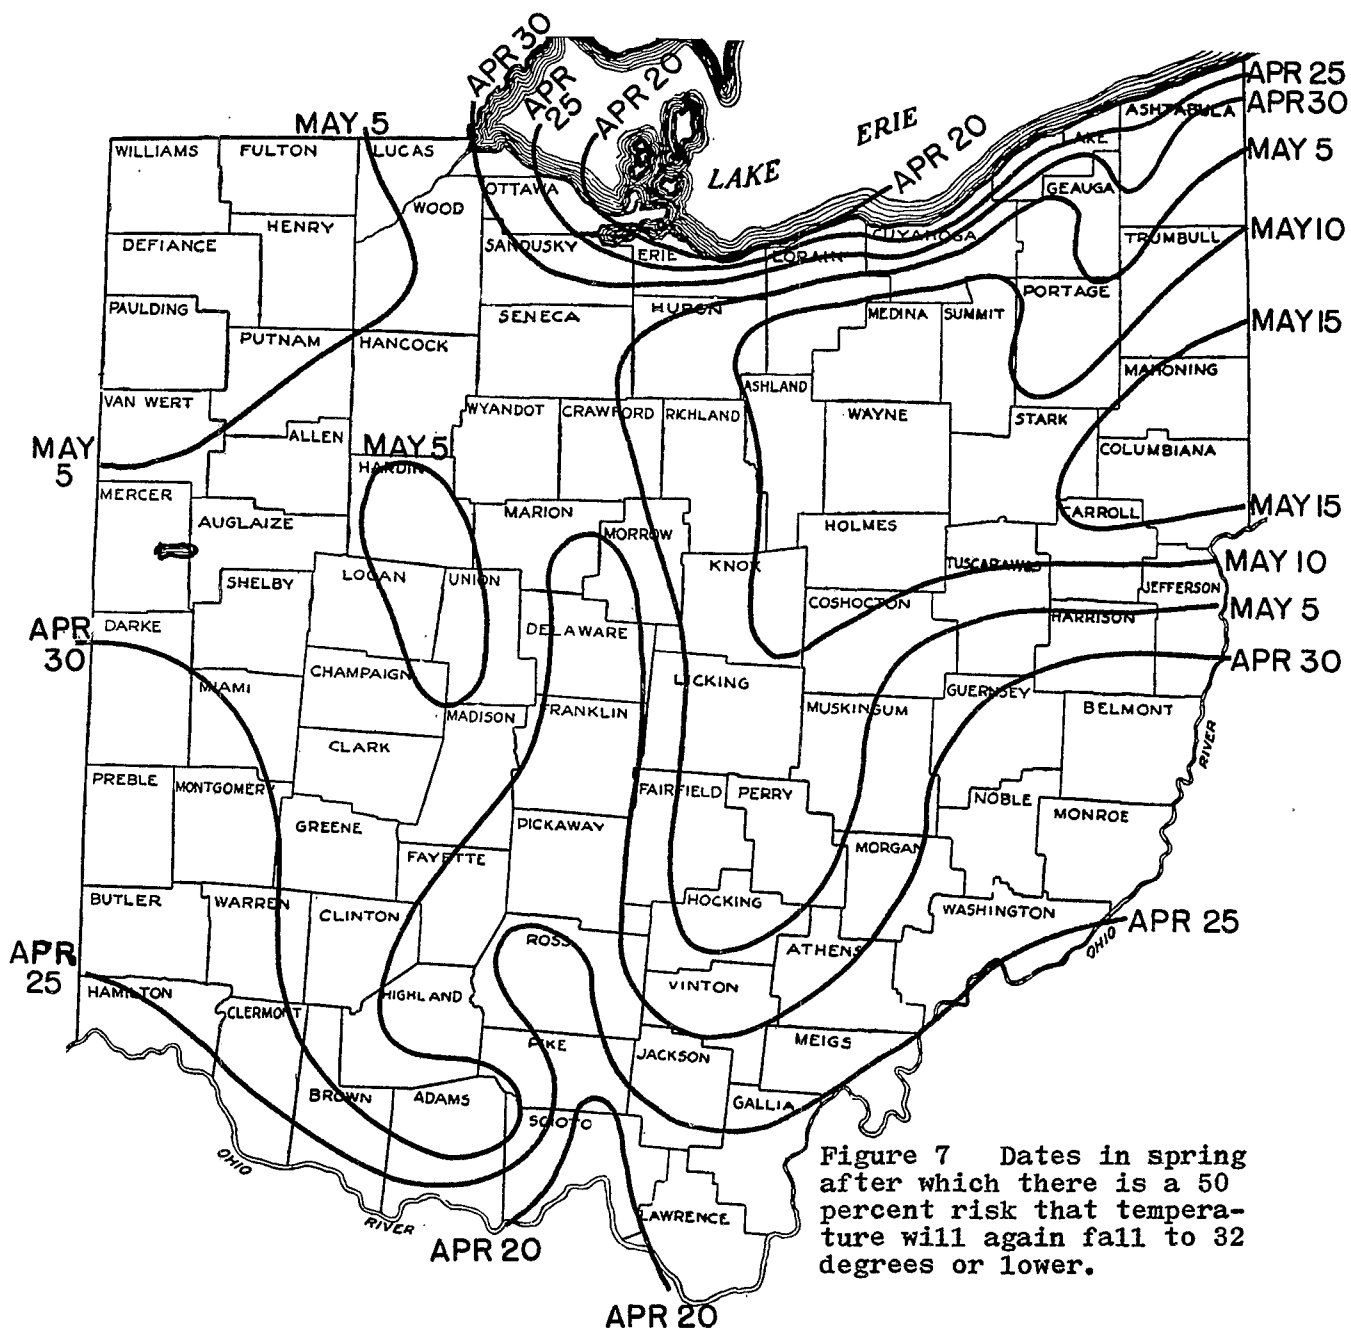 APR 30
APR
25
APR 20
MAY 5
ERIE
LAKE
APR 20
APR 25
APR 30
MAY 5
MAY 10
MAY 15
MAY 15
MAY 10
MAY 5
APR 30
APR 25
WILLIAMS
FULTON
LUCAS
OTTAWA
WOOD
HENRY
DEFIANCE
SANDUSKY
ERIE
LORAIN
CUYAHOGA
LAKE
GEAUGA
ASHTABULA
TRUMBULL
PAULDING
PUTNAM
HANCOCK
SENECA
HURON
MEDINA
SUMMIT
PORTAGE
MAHONING
VAN WERT
ALLEN
WYANDOT
CRAWFORD
RICHLAND
ASHLAND
WAYNE
STARK
COLUMBIANA
MAY
5
MAY 5
HARDIN
MERCER
AUGLAIZE
MARION
MORROW
HOLMES
CARROLL
SHELBY
LOGAN
UNION
KNOX
TUSCARAWAS
JEFFERSON
COSHOCTON
HARRISON
APR
30
DARKE
DELAWARE
MIAMI
CHAMPAIGN
LICKING
GUERNSEY
BELMONT
MADISON
FRANKLIN
MUSKINGUM
CLARK
RIVER
PREBLE
MONTGOMERY
FAIRFIELD
PERRY
NOBLE
MONROE
GREENE
PICKAWAY
FAYETTE
MORGAN
BUTLER
WARREN
CLINTON
HOCKING
WASHINGTON
OHIO
APR
25
ROSS
ATHENS
HAMILTON
HIGHLAND
VINTON
CLERMONT
PIKE
JACKSON
MEIGS
BROWN
ADAMS
GALLIA
SCIOTO
OHIO
RIVER
LAWRENCE
APR 20
APR 20
Figure 7 Dates in spring
after which there is a 50
percent risk that tempera-
ture will again fall to 32
degrees or lower.